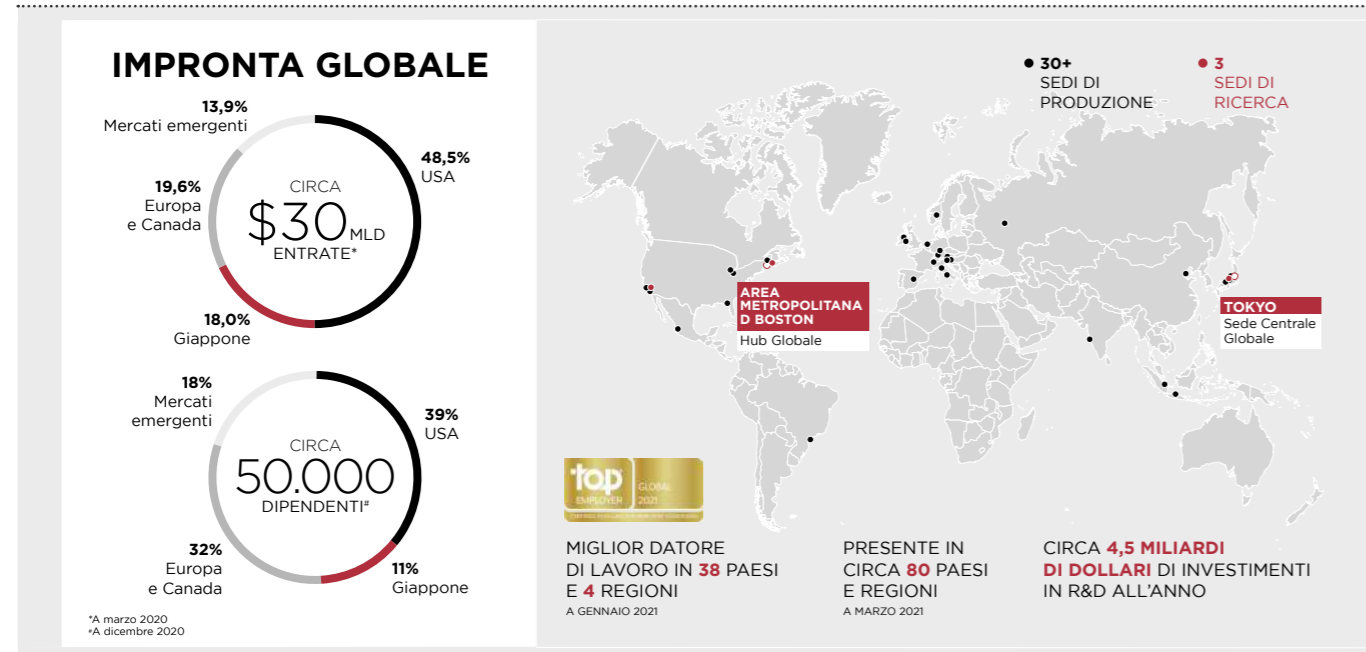 IMPRONTA GLOBALE
13,9%
Mercati emergenti
48,5%
USA
19,6%
Europa
e Canada
CIRCA
$30 MLD
ENTRATE*
18,0%
Giappone
18%
Mercati
emergenti
39%
USA
CIRCA
50.000
DIPENDENTI#
32%
Europa
e Canada
11%
Giappone
*A marzo 2020
#A dicembre 2020
30+
SEDI DI
PRODUZIONE
3
SEDI DI
RICERCA
AREA
METROPOLITANA
D BOSTON
Hub Globale
TOKYO
Sede Centrale
Globale
top
EMPLOYER
GLOBAL
2021
MIGLIOR DATORE
DI LAVORO IN 38 PAESI
E 4 REGIONI
A GENNAIO 2021
PRESENTE IN
CIRCA 80 PAESI
E REGIONI
A MARZO 2021
CIRCA 4,5 MILIARDI
DI DOLLARI DI INVESTIMENTI
IN R&D ALL'ANNO